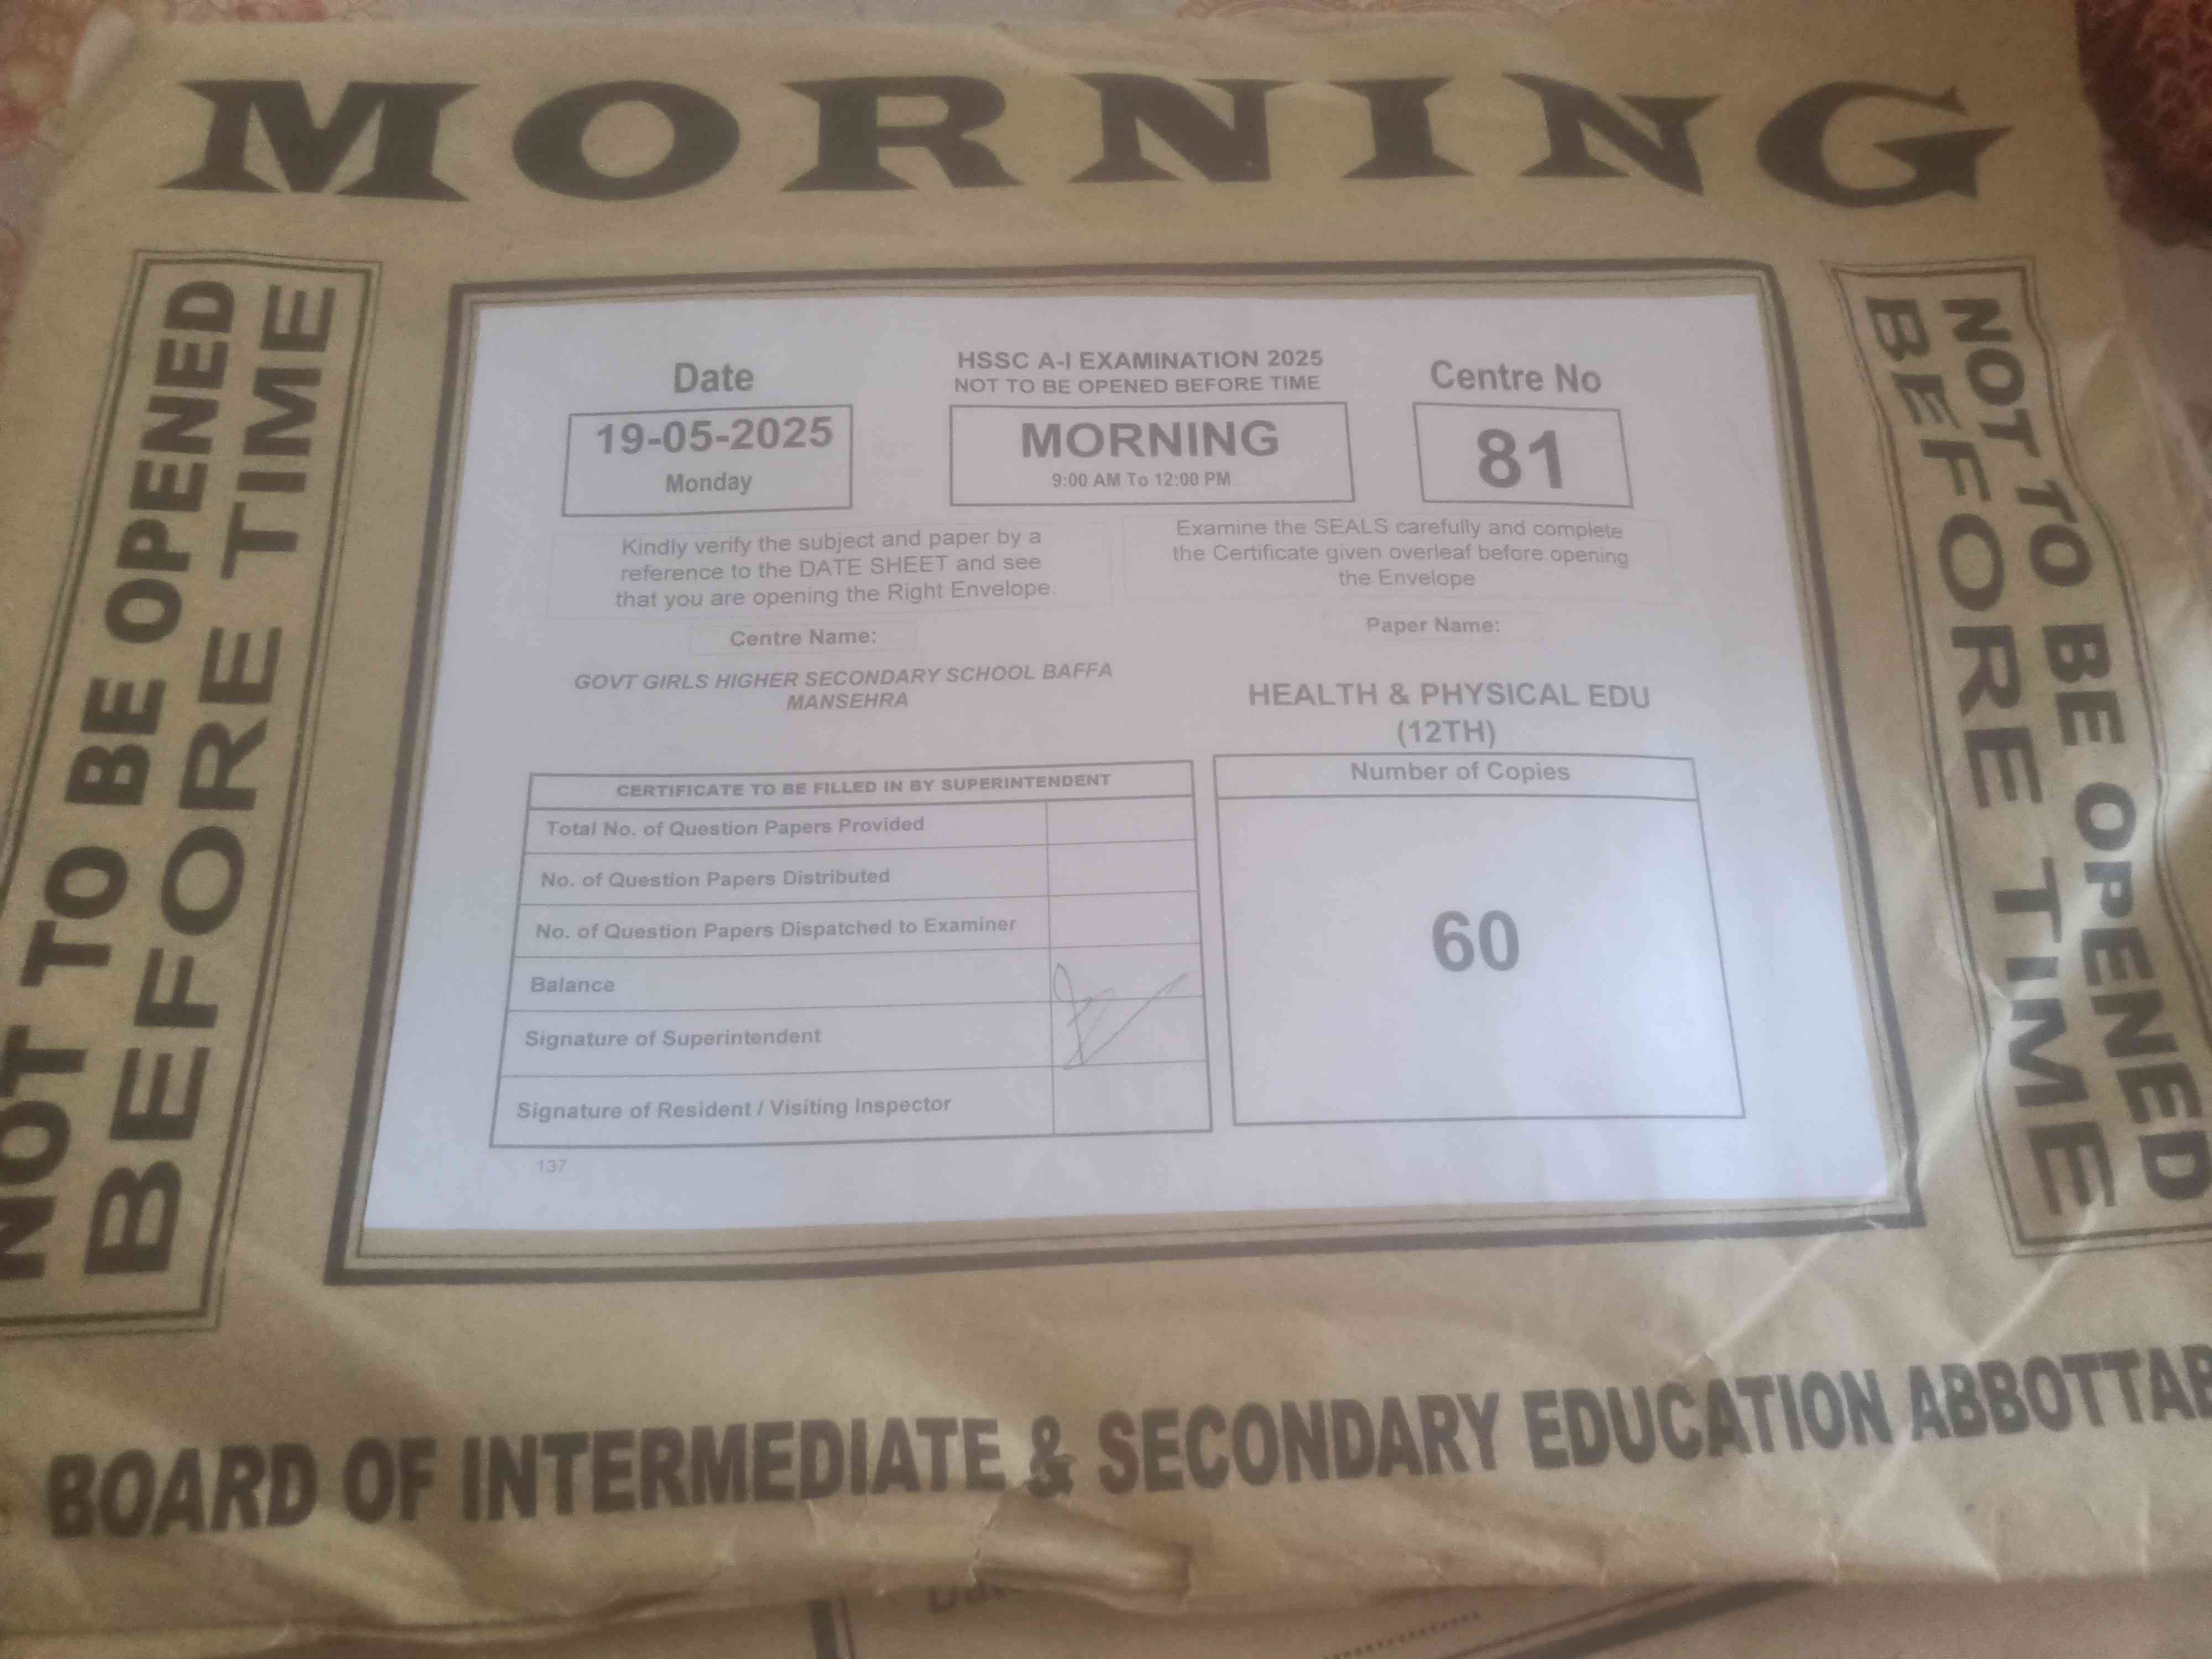 MORNING
NOT TO BE OPENED
BEFORE TIME
Date
19-05-2025
Monday
HSSC A-I EXAMINATION 2025
NOT TO BE OPENED BEFORE TIME
MORNING
9:00 AM To 12:00 PM
Centre No
81
Kindly verify the subject and paper by a
reference to the DATE SHEET and see
that you are opening the Right Envelope
Examine the SEALS carefully and complete
the Certificate given overleaf before opening
the Envelope
Centre Name:
GOVT GIRLS HIGHER SECONDARY SCHOOL BAFFA
MANSEHRA
Paper Name:
HEALTH & PHYSICAL EDU
(12TH)
CERTIFICATE TO BE FILLED IN BY SUPERINTENDENT
Total No. of Question Papers Provided
No. of Question Papers Distributed
No. of Question Papers Dispatched to Examiner
Balance
Signature of Superintendent
Signature of Resident / Visiting Inspector
Number of Copies
60
137
NOT TO BE OPENED
BEFORE TIME
BOARD OF INTERMEDIATE & SECONDARY EDUCATION ABBOTTAB